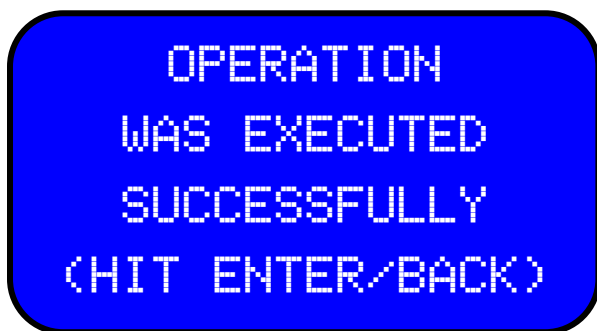 OPERATION
WAS EXECUTED
SUCCESSFULLY
(HIT ENTER/BACK)